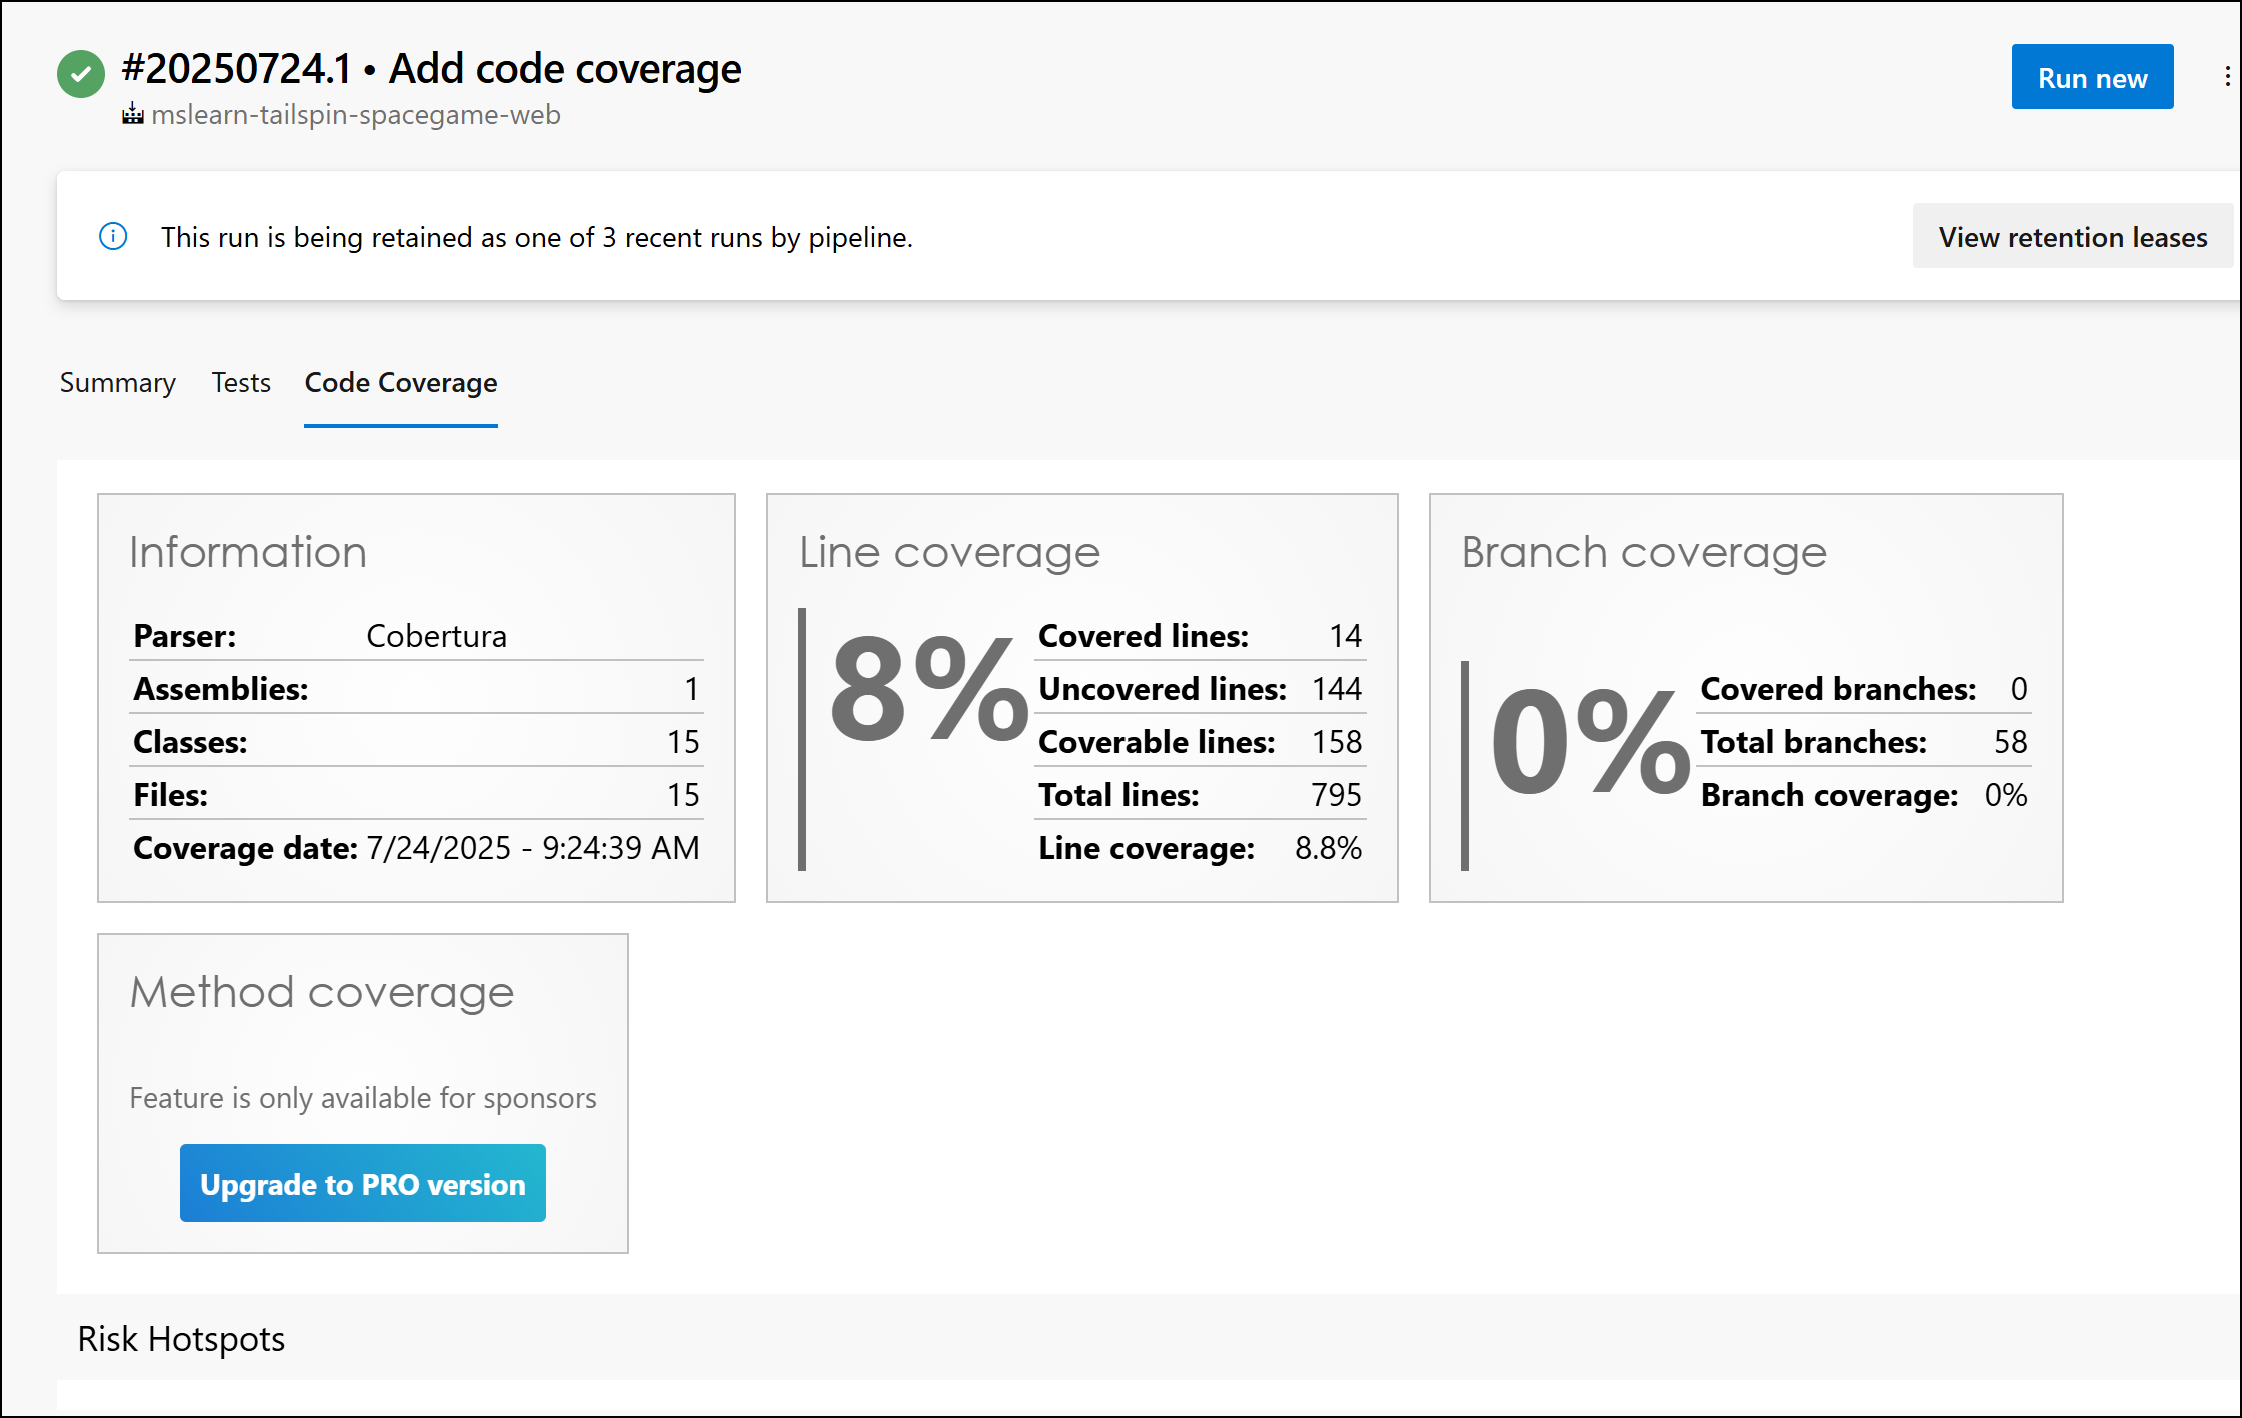 #20250724.1 • Add code coverage
Run new
mslearn-tailspin-spacegame-web
This run is being retained as one of 3 recent runs by pipeline.
View retention leases
Summary Tests Code Coverage
Information
Parser: Cobertura
Assemblies: 1
Classes: 15
Files: 15
Coverage date: 7/24/2025 - 9:24:39 AM
Line coverage
8%
Covered lines: 14
Uncovered lines: 144
Coverable lines: 158
Total lines: 795
Line coverage: 8.8%
Branch coverage
0%
Covered branches: 0
Total branches: 58
Branch coverage: 0%
Method coverage
Feature is only available for sponsors
Upgrade to PRO version
Risk Hotspots